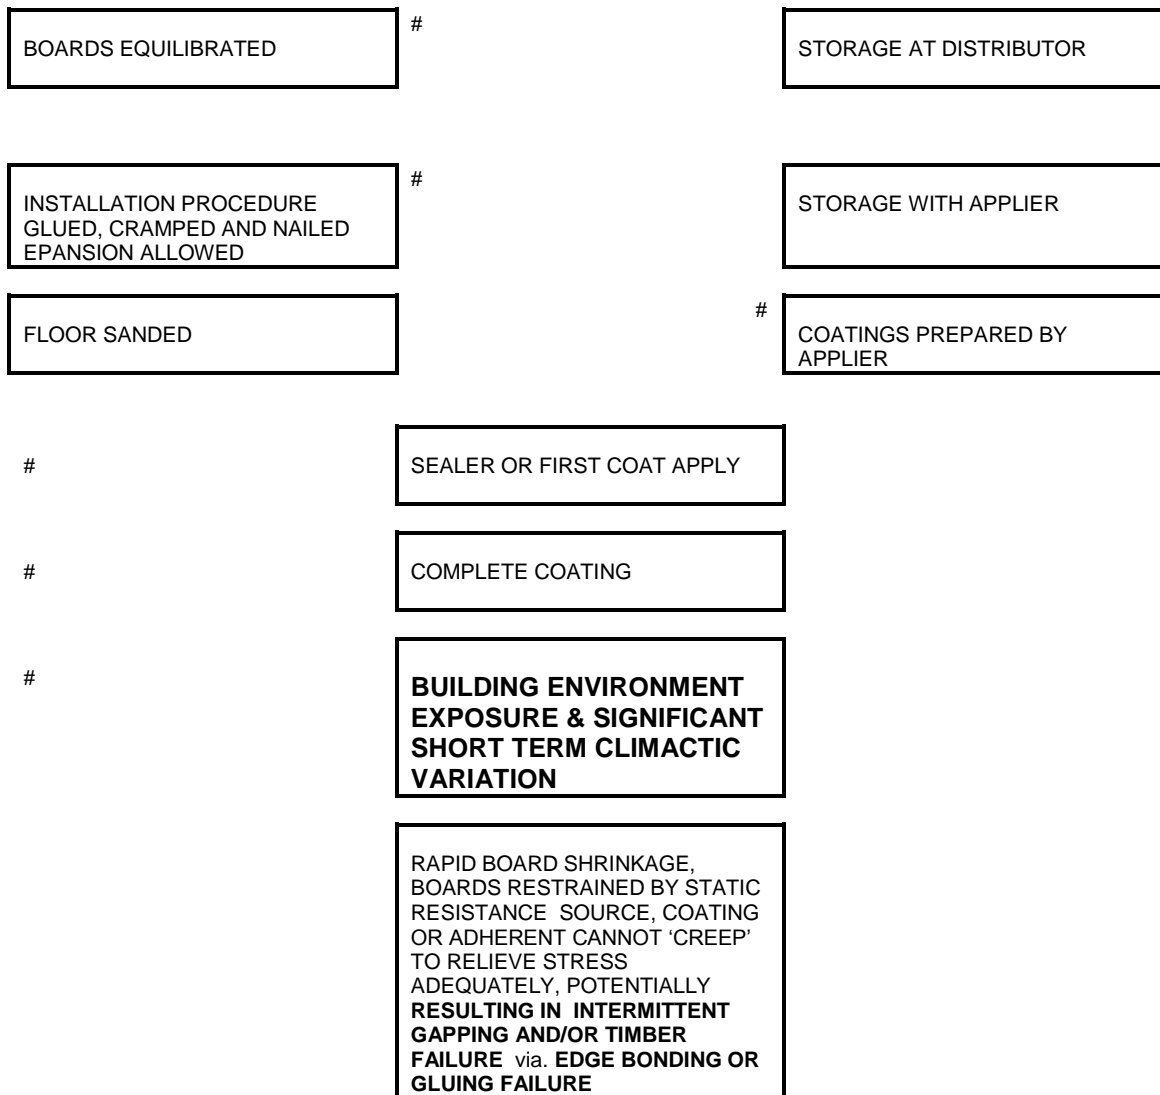 BOARDS EQUILIBRATED
#
STORAGE AT DISTRIBUTOR
INSTALLATION PROCEDURE
GLUED, CRAMPED AND NAILED
EPANSION ALLOWED
#
STORAGE WITH APPLIER
FLOOR SANDED
#
COATINGS PREPARED BY
APPLIER
#
SEALER OR FIRST COAT APPLY
#
COMPLETE COATING
#
BUILDING ENVIRONMENT
EXPOSURE & SIGNIFICANT
SHORT TERM CLIMACTIC
VARIATION
RAPID BOARD SHRINKAGE,
BOARDS RESTRAINED BY STATIC
RESISTANCE SOURCE, COATING
OR ADHERENT CANNOT ‘CREEP’
TO RELIEVE STRESS
ADEQUATELY, POTENTIALLY
RESULTING IN INTERMITTENT
GAPPING AND/OR TIMBER
FAILURE via. EDGE BONDING OR
GLUING FAILURE